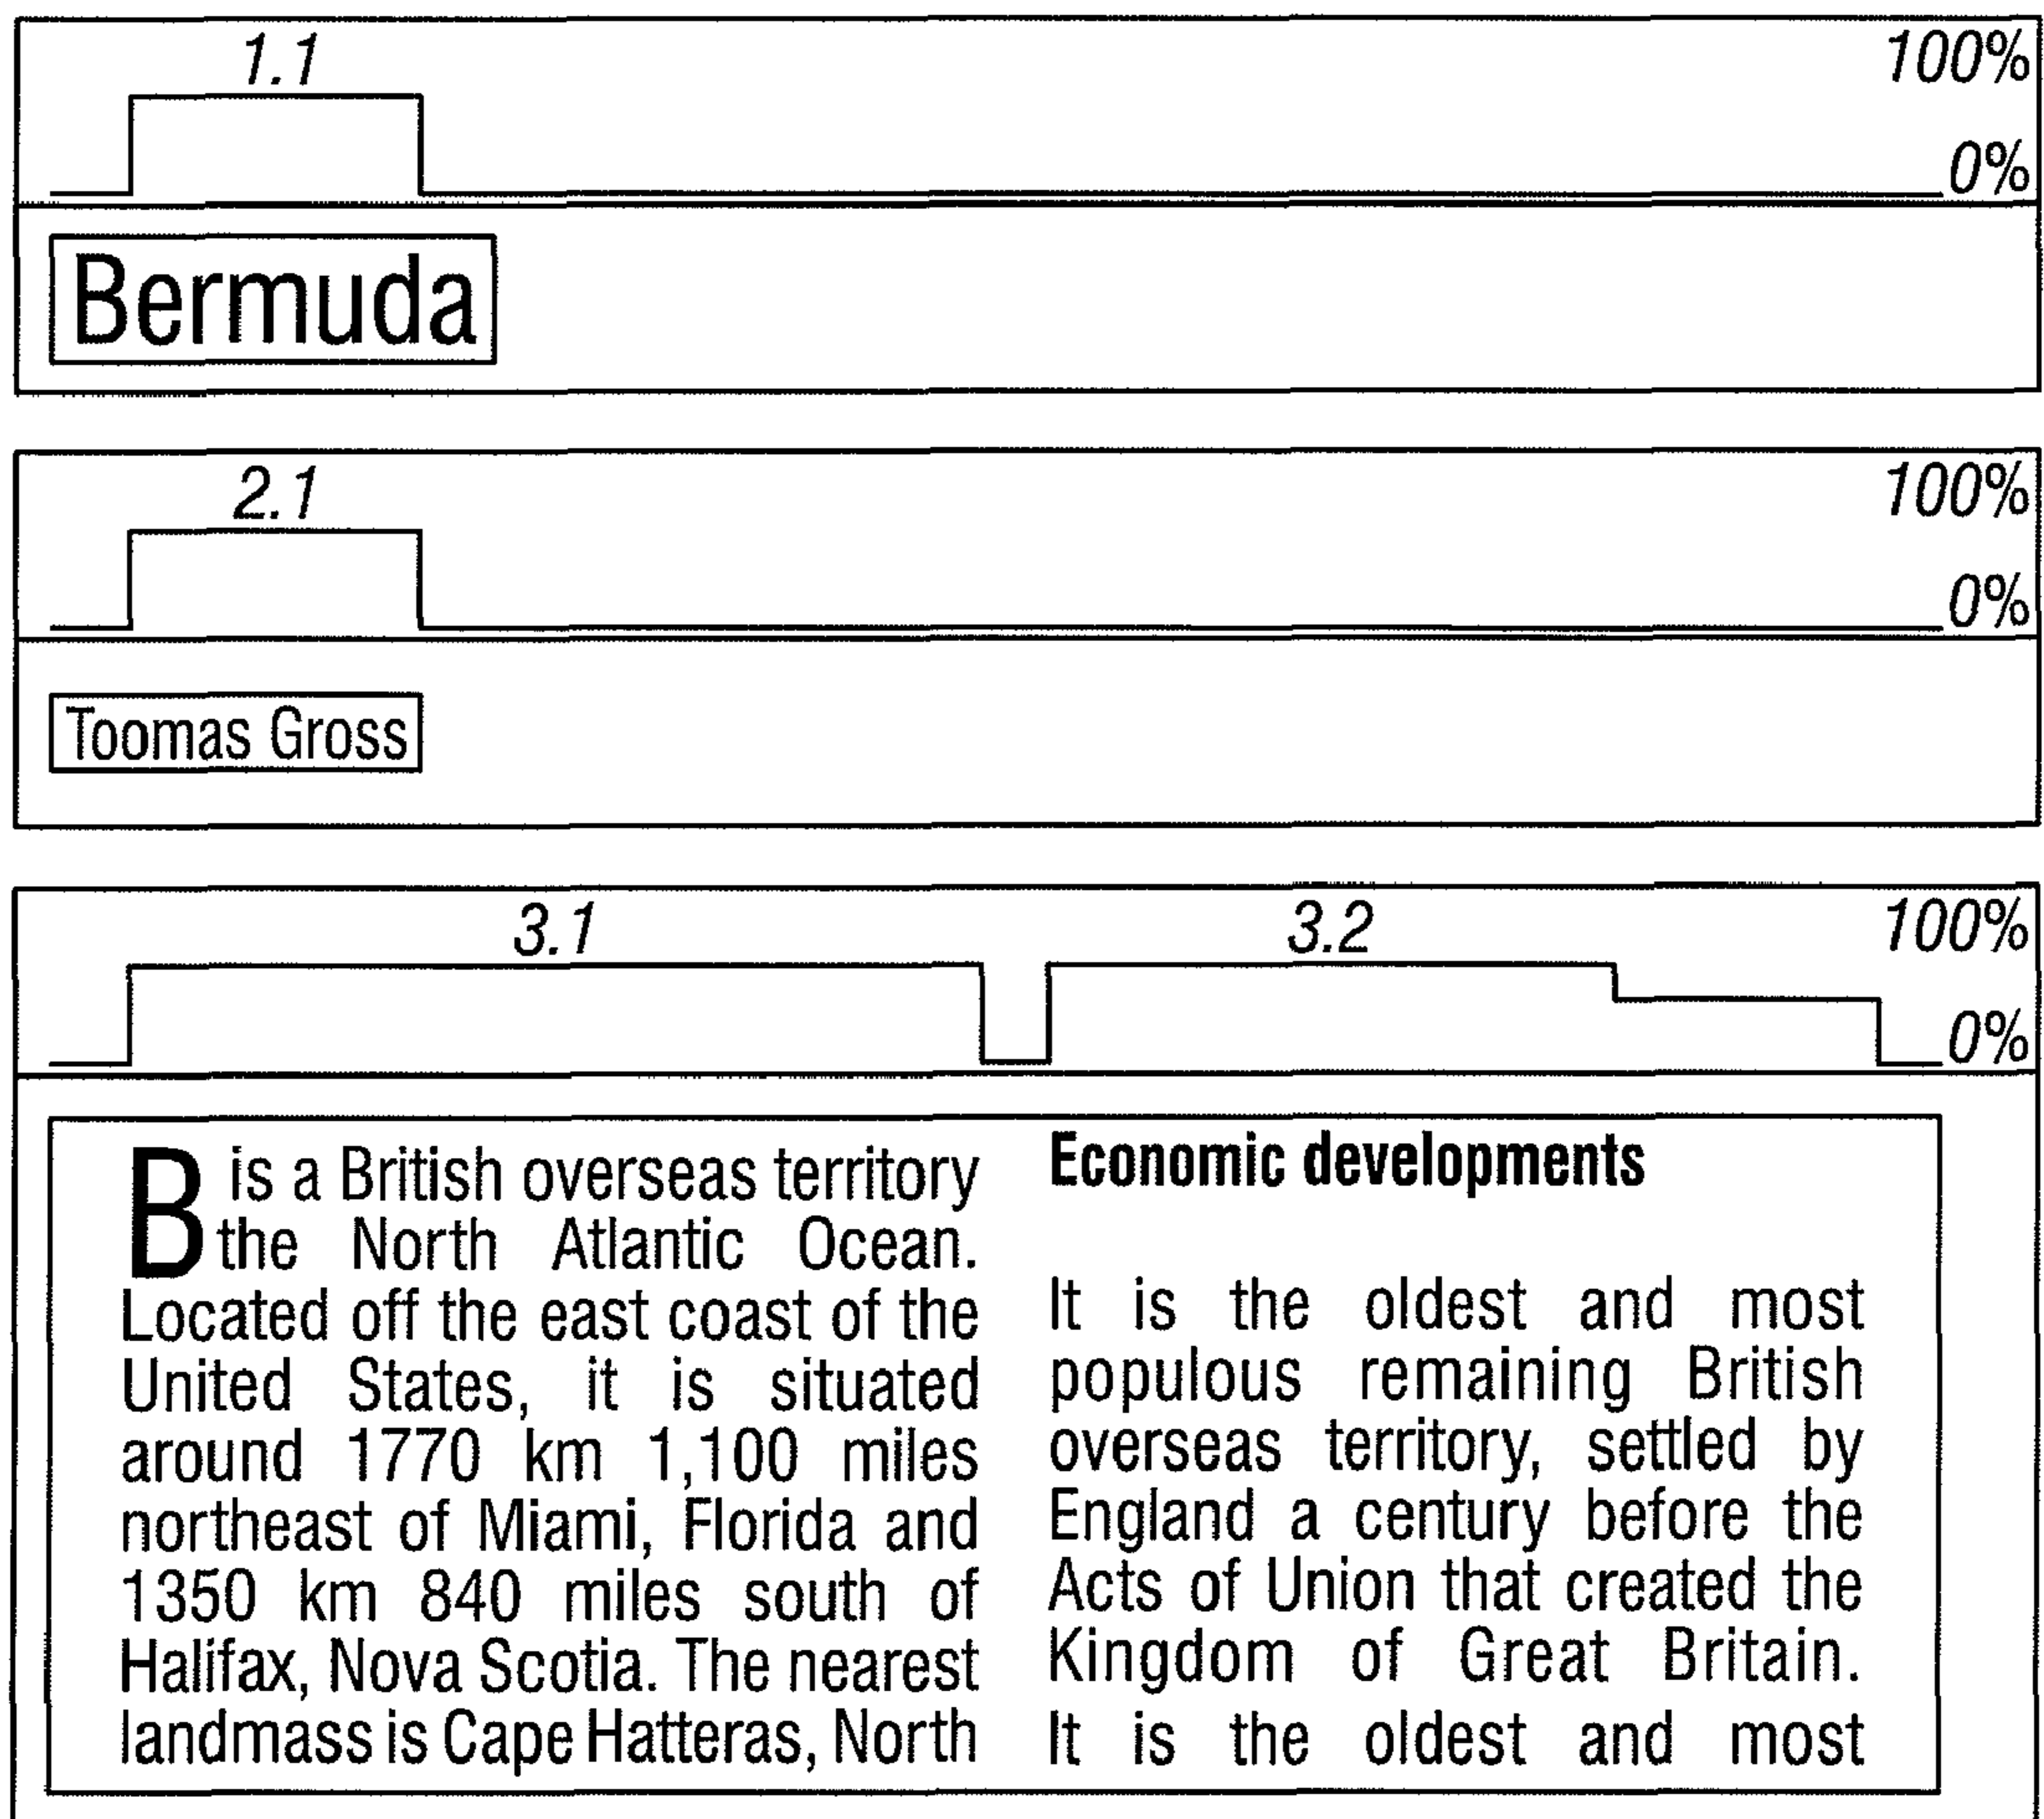 1.1
100%
0%
Bermuda
2.1
100%
0%
Toomas Gross
3.1
3.2
100%
0%
B is a British overseas territory
the North Atlantic Ocean.
Located off the east coast of the
United States, it is situated
around 1770 km 1,100 miles
northeast of Miami, Florida and
1350 km 840 miles south of
Halifax, Nova Scotia. The nearest
landmass is Cape Hatteras, North
Economic developments
It is the oldest and most
populous remaining British
overseas territory, settled by
England a century before the
Acts of Union that created the
Kingdom of Great Britain.
It is the oldest and most